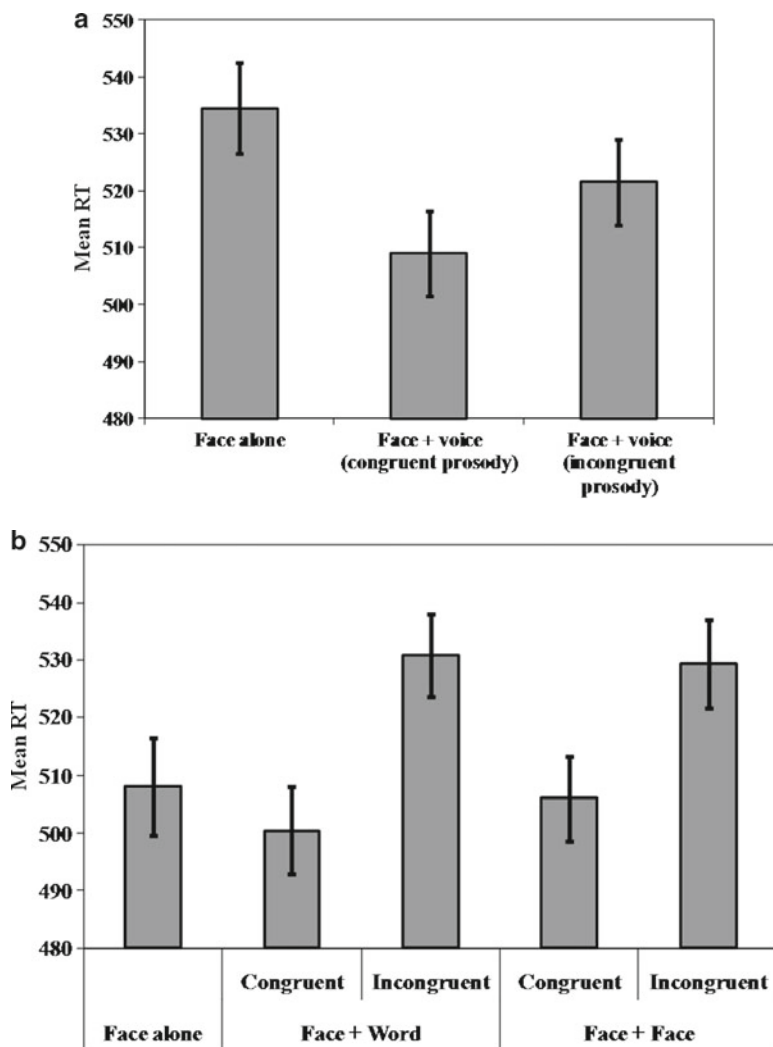 a
550
540
530
520
510
500
490
480
Mean RT
Face alone
Face + voice
(congruent prosody)
Face + voice
(incongruent
prosody)
b
550
540
530
520
510
500
490
480
Mean RT
Congruent Incongruent Congruent Incongruent
Face alone Face + Word Face + Face